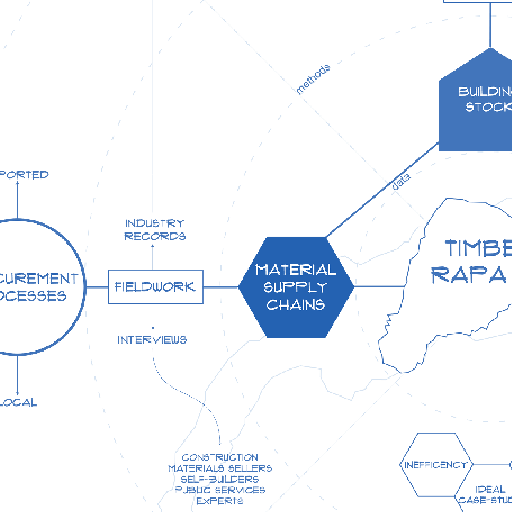 methods
BUILDING
STOCK
data
PORTED
INDUSTRY
RECORDS
TIMBE
RAPA
CUREMENT
OCESSES
FIELDWORK
MATERIAL
SUPPLY
CHAINS
INTERVIEWS
LOCAL
CONSTRUCTION
MATERIALS SELLERS
SELF-BUILDERS
PUBLIC SERVICES
EXPERTS
INEFFICENCY
IDEAL
CASE-STUD